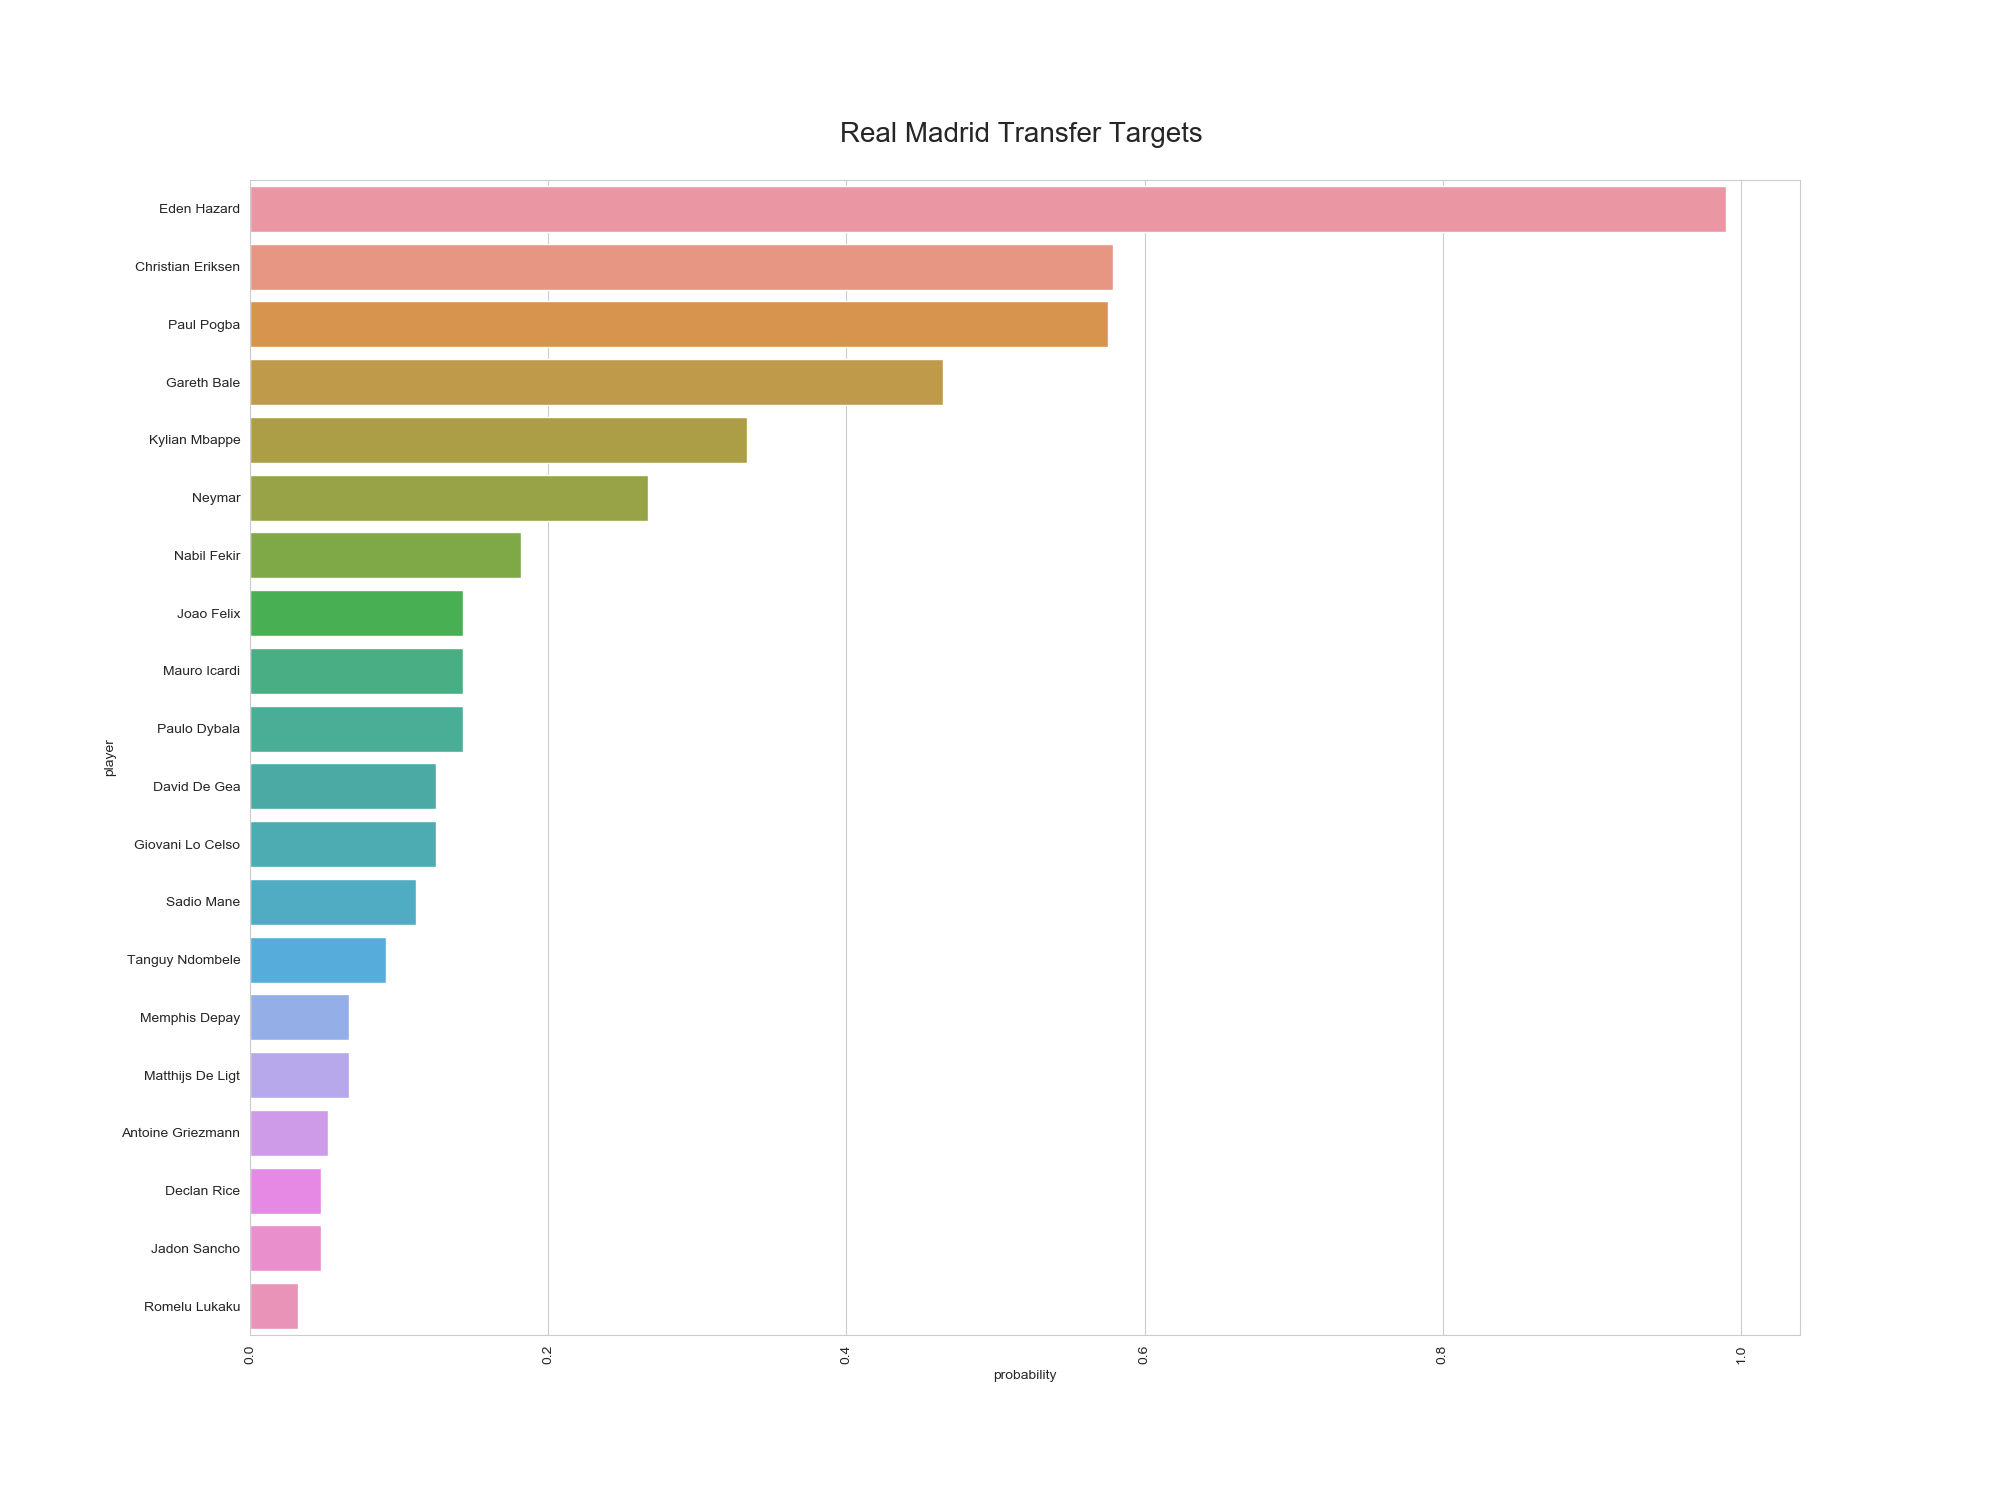 Real Madrid Transfer Targets
Eden Hazard
Christian Eriksen
Paul Pogba
Gareth Bale
Kylian Mbappe
Neymar
Nabil Fekir
Joao Felix
Mauro Icardi
Paulo Dybala
David De Gea
Giovani Lo Celso
Sadio Mane
Tanguy Ndombele
Memphis Depay
Matthijs De Ligt
Antoine Griezmann
Declan Rice
Jadon Sancho
Romelu Lukaku
player
0.0
0.2
0.4
0.6
0.8
1.0
probability